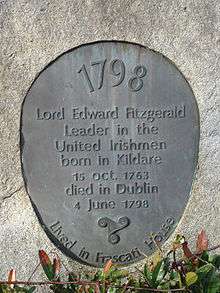 1798
Lord Edward Fitzgerald
Leader in the
United Irishmen
born in Kildare
15 OCT. 1763
died in Dublin
4 June 1798
Lived in Frascati House